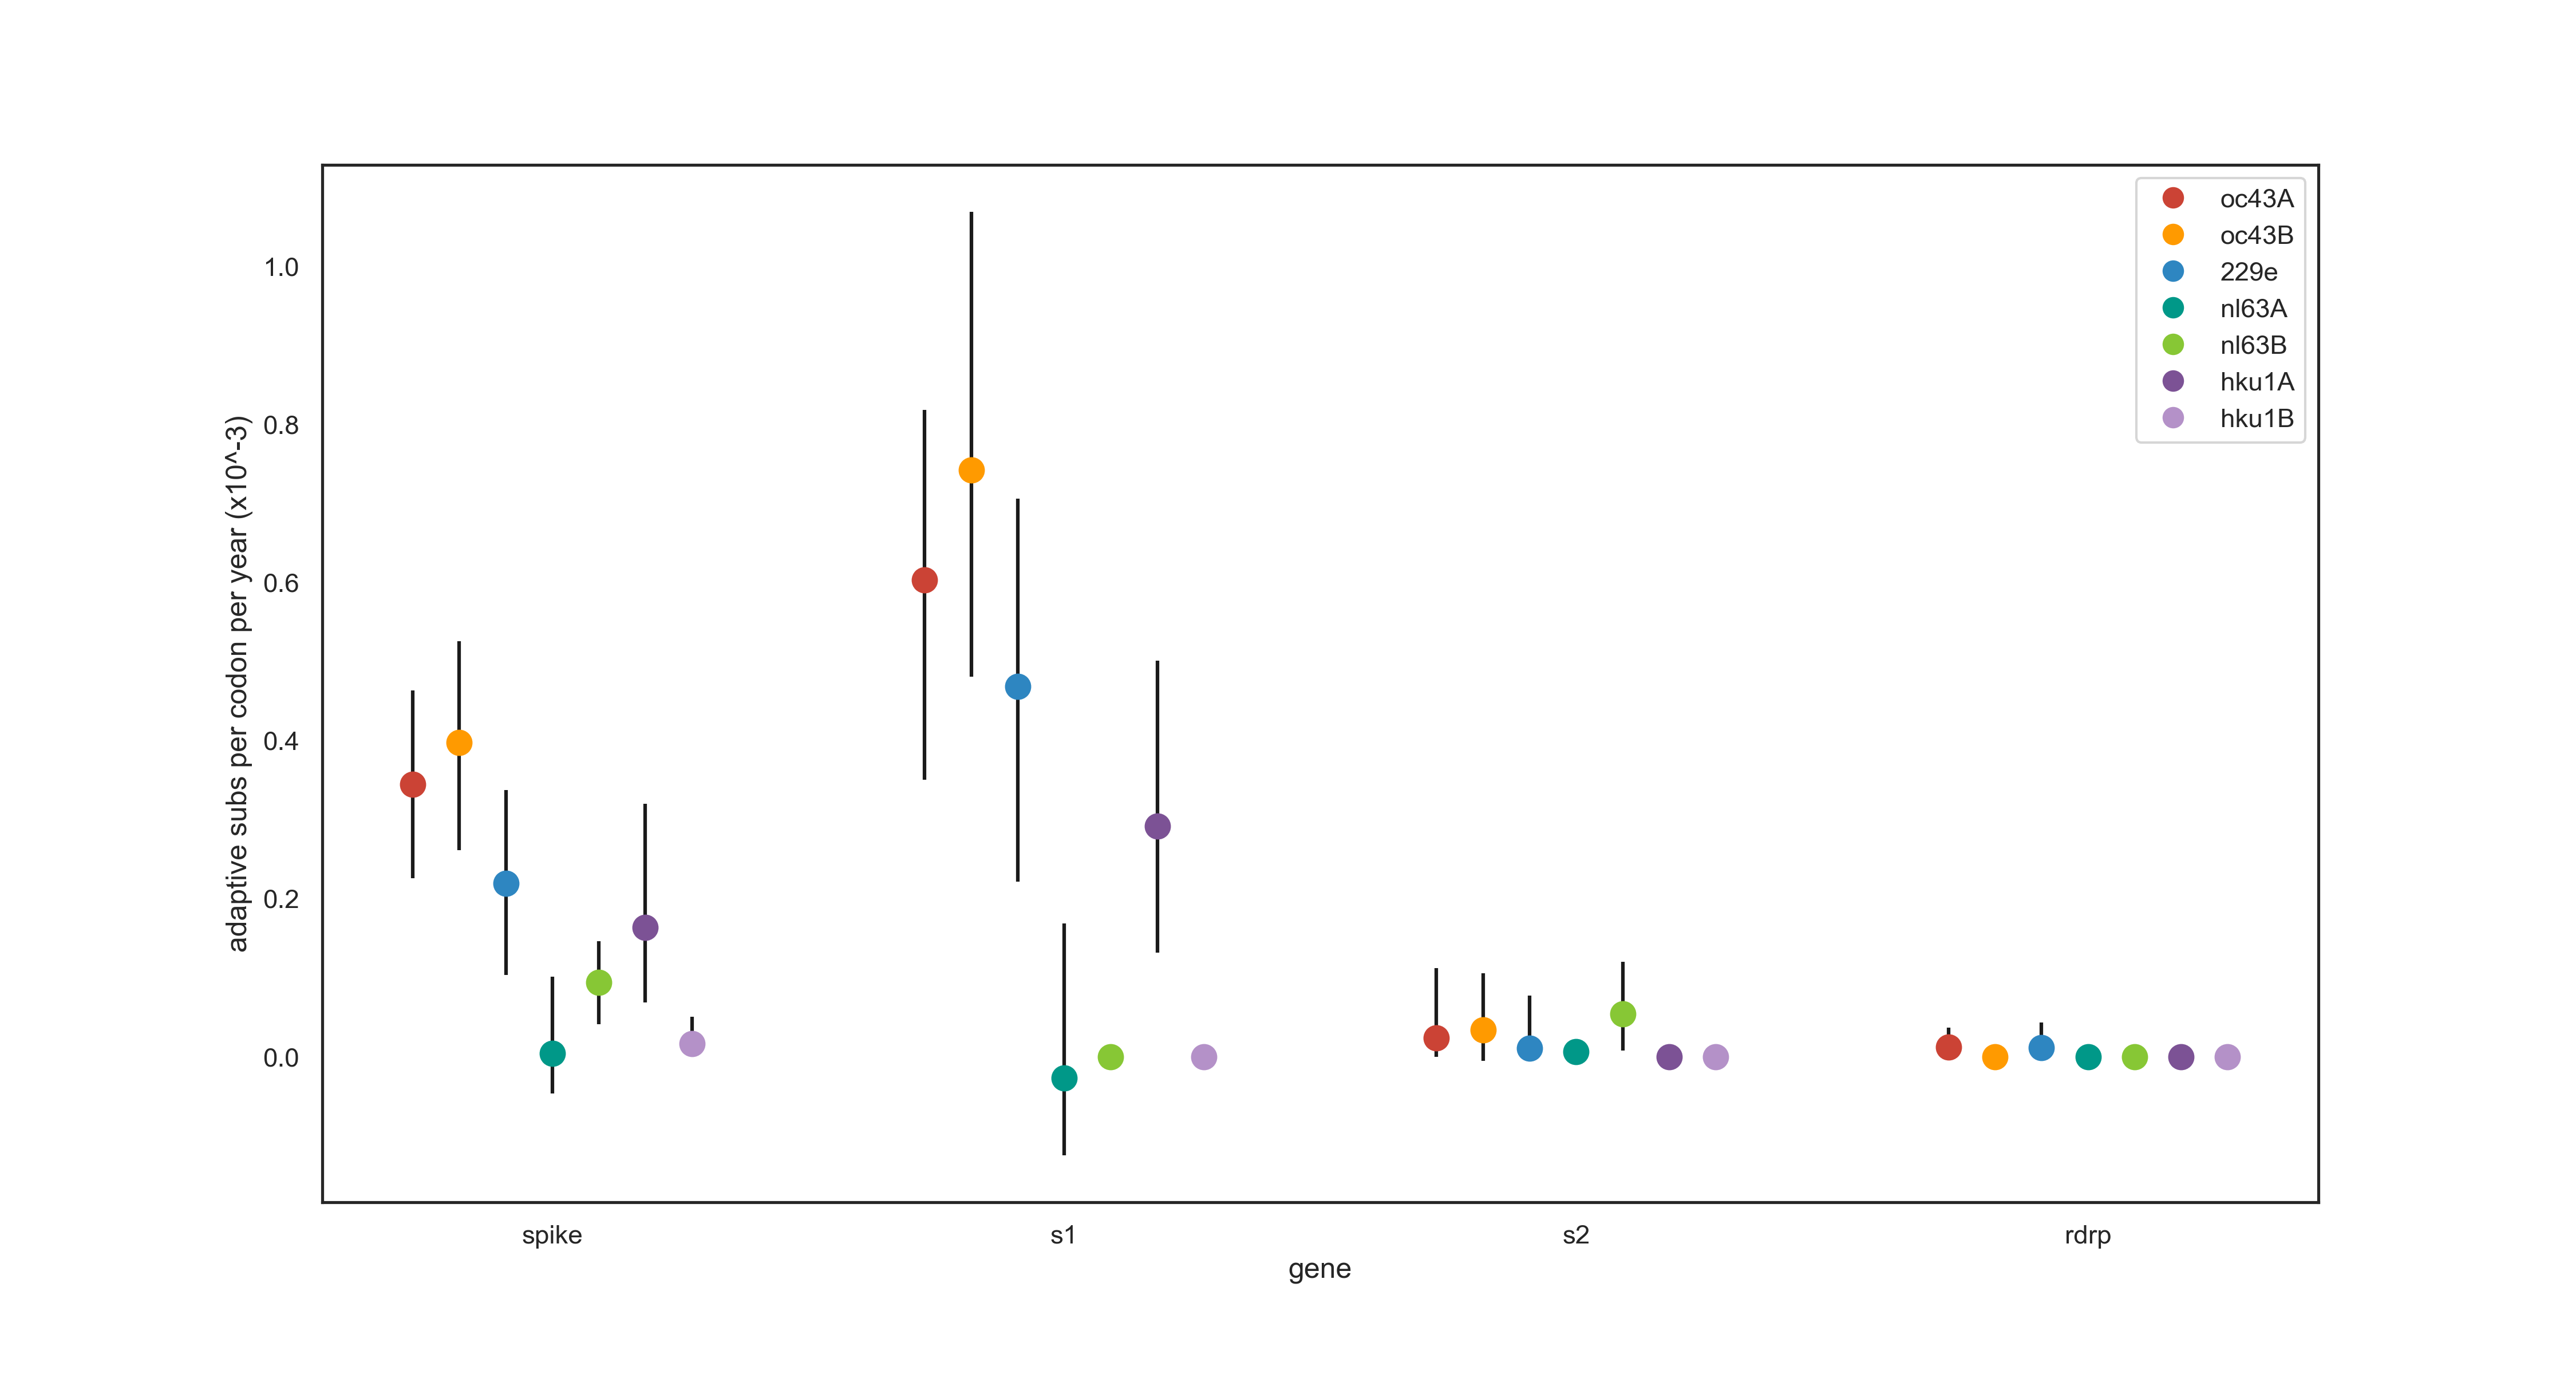 oc43A
oc43B
229e
nl63A
nl63B
hku1A
hku1B
adaptive subs per codon per year (x10^-3)
1.0
0.8
0.6
0.4
0.2
0.0
spike s1 s2 rdrp
gene